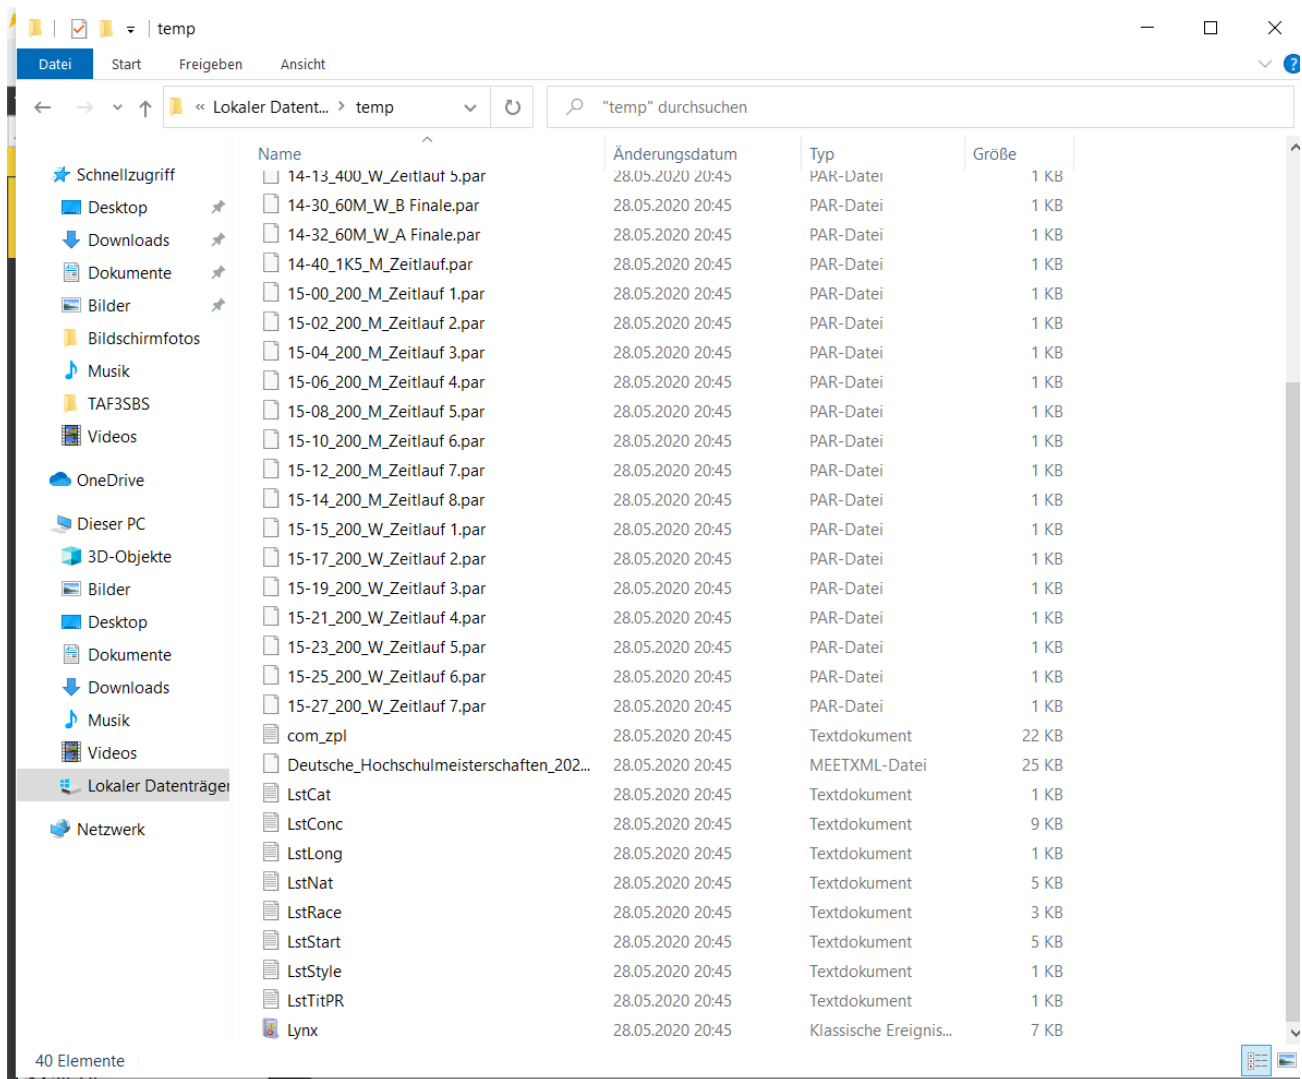 temp
Datei Start Freigeben Ansicht
« Lokaler Datent... > temp "temp" durchsuchen
Name Änderungsdatum Typ Größe
Schnellzugriff
Desktop
Downloads
Dokumente
Bilder
Bildschirmfotos
Musik
TAF3SBS
Videos
OneDrive
Dieser PC
3D-Objekte
Bilder
Desktop
Dokumente
Downloads
Musik
Videos
Lokaler Datenträger
Netzwerk
14-13_400_W_Zeitlauf 5.par 28.05.2020 20:45 PAR-Datei 1 KB
14-30_60M_W_B Finale.par 28.05.2020 20:45 PAR-Datei 1 KB
14-32_60M_W_A Finale.par 28.05.2020 20:45 PAR-Datei 1 KB
14-40_1K5_M_Zeitlauf.par 28.05.2020 20:45 PAR-Datei 1 KB
15-00_200_M_Zeitlauf 1.par 28.05.2020 20:45 PAR-Datei 1 KB
15-02_200_M_Zeitlauf 2.par 28.05.2020 20:45 PAR-Datei 1 KB
15-04_200_M_Zeitlauf 3.par 28.05.2020 20:45 PAR-Datei 1 KB
15-06_200_M_Zeitlauf 4.par 28.05.2020 20:45 PAR-Datei 1 KB
15-08_200_M_Zeitlauf 5.par 28.05.2020 20:45 PAR-Datei 1 KB
15-10_200_M_Zeitlauf 6.par 28.05.2020 20:45 PAR-Datei 1 KB
15-12_200_M_Zeitlauf 7.par 28.05.2020 20:45 PAR-Datei 1 KB
15-14_200_M_Zeitlauf 8.par 28.05.2020 20:45 PAR-Datei 1 KB
15-15_200_W_Zeitlauf 1.par 28.05.2020 20:45 PAR-Datei 1 KB
15-17_200_W_Zeitlauf 2.par 28.05.2020 20:45 PAR-Datei 1 KB
15-19_200_W_Zeitlauf 3.par 28.05.2020 20:45 PAR-Datei 1 KB
15-21_200_W_Zeitlauf 4.par 28.05.2020 20:45 PAR-Datei 1 KB
15-23_200_W_Zeitlauf 5.par 28.05.2020 20:45 PAR-Datei 1 KB
15-25_200_W_Zeitlauf 6.par 28.05.2020 20:45 PAR-Datei 1 KB
15-27_200_W_Zeitlauf 7.par 28.05.2020 20:45 PAR-Datei 1 KB
com_zpl 28.05.2020 20:45 Textdokument 22 KB
Deutsche_Hochschulmeisterschaften_202... 28.05.2020 20:45 MEETXML-Datei 25 KB
LstCat 28.05.2020 20:45 Textdokument 1 KB
LstConc 28.05.2020 20:45 Textdokument 9 KB
LstLong 28.05.2020 20:45 Textdokument 1 KB
LstNat 28.05.2020 20:45 Textdokument 5 KB
LstRace 28.05.2020 20:45 Textdokument 3 KB
LstStart 28.05.2020 20:45 Textdokument 5 KB
LstStyle 28.05.2020 20:45 Textdokument 1 KB
LstTitPR 28.05.2020 20:45 Textdokument 1 KB
Lynx 28.05.2020 20:45 Klassische Ereignis... 7 KB
40 Elemente